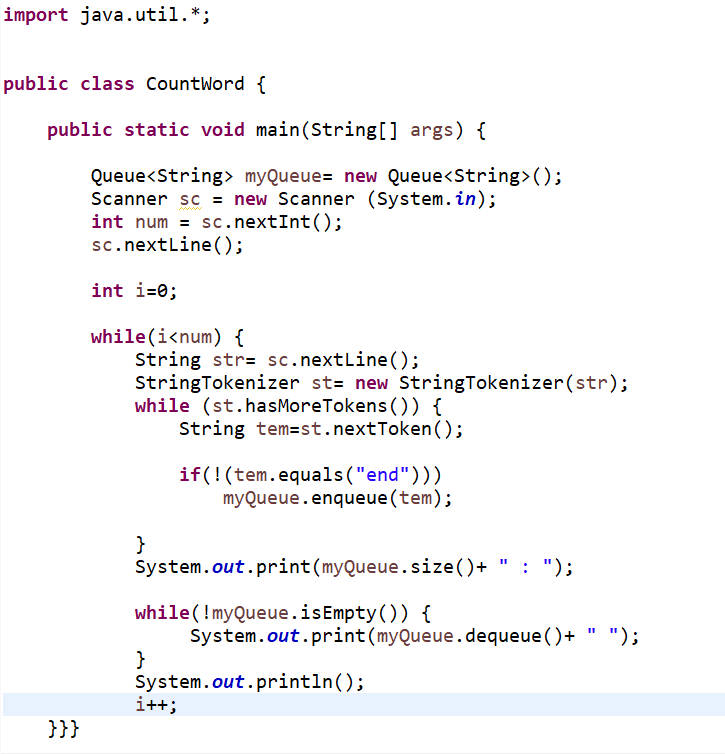 import java.util.*;
public class CountWord {
public static void main(String[] args) {
Queue<String> myQueue= new Queue<String>();
Scanner sc = new Scanner (System.in);
int num = sc.nextInt();
sc.nextLine();
int i=0;
while(i<num) {
String str= sc.nextLine();
StringTokenizer st= new StringTokenizer(str);
while (st.hasMoreTokens()) {
String tem=st.nextToken();
if(!(tem.equals("end")))
myQueue.enqueue(tem);
}
System.out.print(myQueue.size()+ " : ");
while(!myQueue.isEmpty()) {
System.out.print(myQueue.dequeue()+ " ");
}
System.out.println();
i++;
}}}